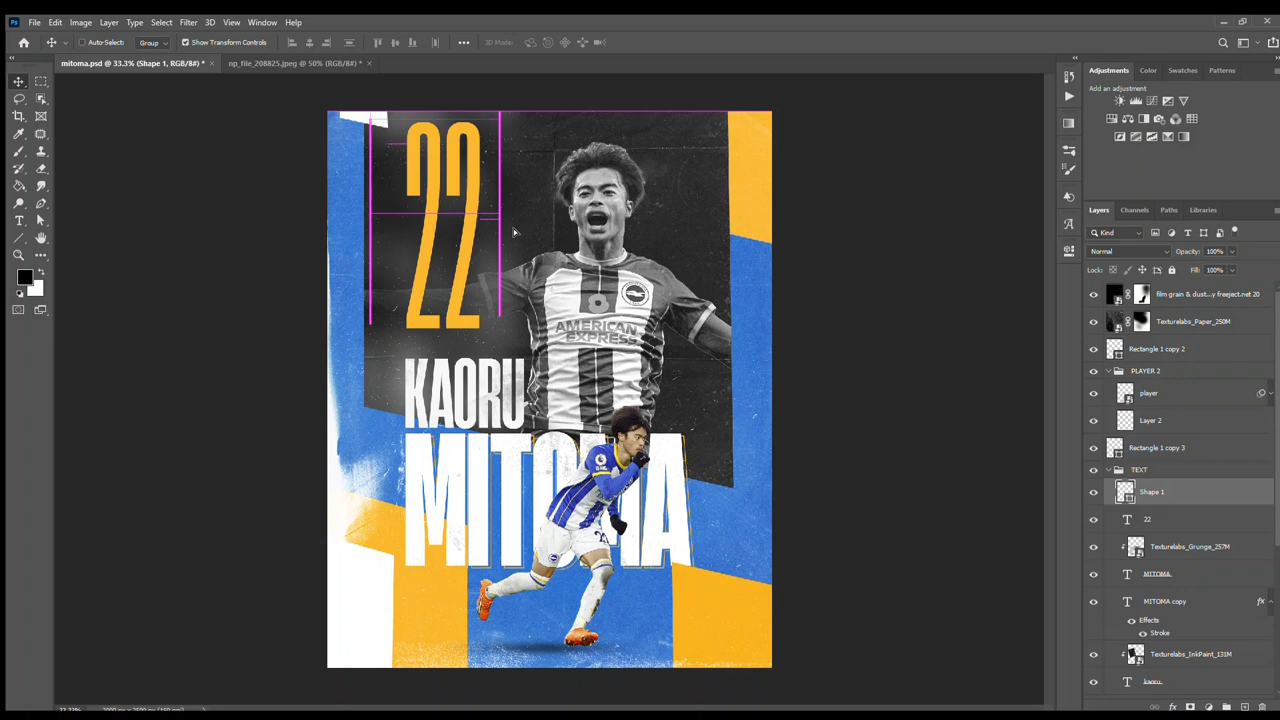 Ps File Edit Image Layer Type Select Filter 3D View Window Help
Auto-Select: Group Show Transform Controls 3D Mode:
mitoma.psd @ 33.3% (Shape 1, RGB/8#) * × np_file_208825.jpeg @ 50% (RGB/8#) * ×
22
AMERICAN
EXPRESS
KAORU
MITOMA
Adjustments Color Swatches Patterns
Add an adjustment
Layers Channels Paths Libraries
Kind
Normal Opacity: 100%
Lock: Fill: 100%
film grain & dust...y freeject.net 20
Texturelabs_Paper_250M
Rectangle 1 copy 2
PLAYER 2
player
Layer 2
Rectangle 1 copy 3
TEXT
Shape 1
T 22
Texturelabs_Grunge_257M
T MITOMA
T MITOMA copy fx
Effects
Stroke
Texturelabs_InkPaint_131M
T kaoru